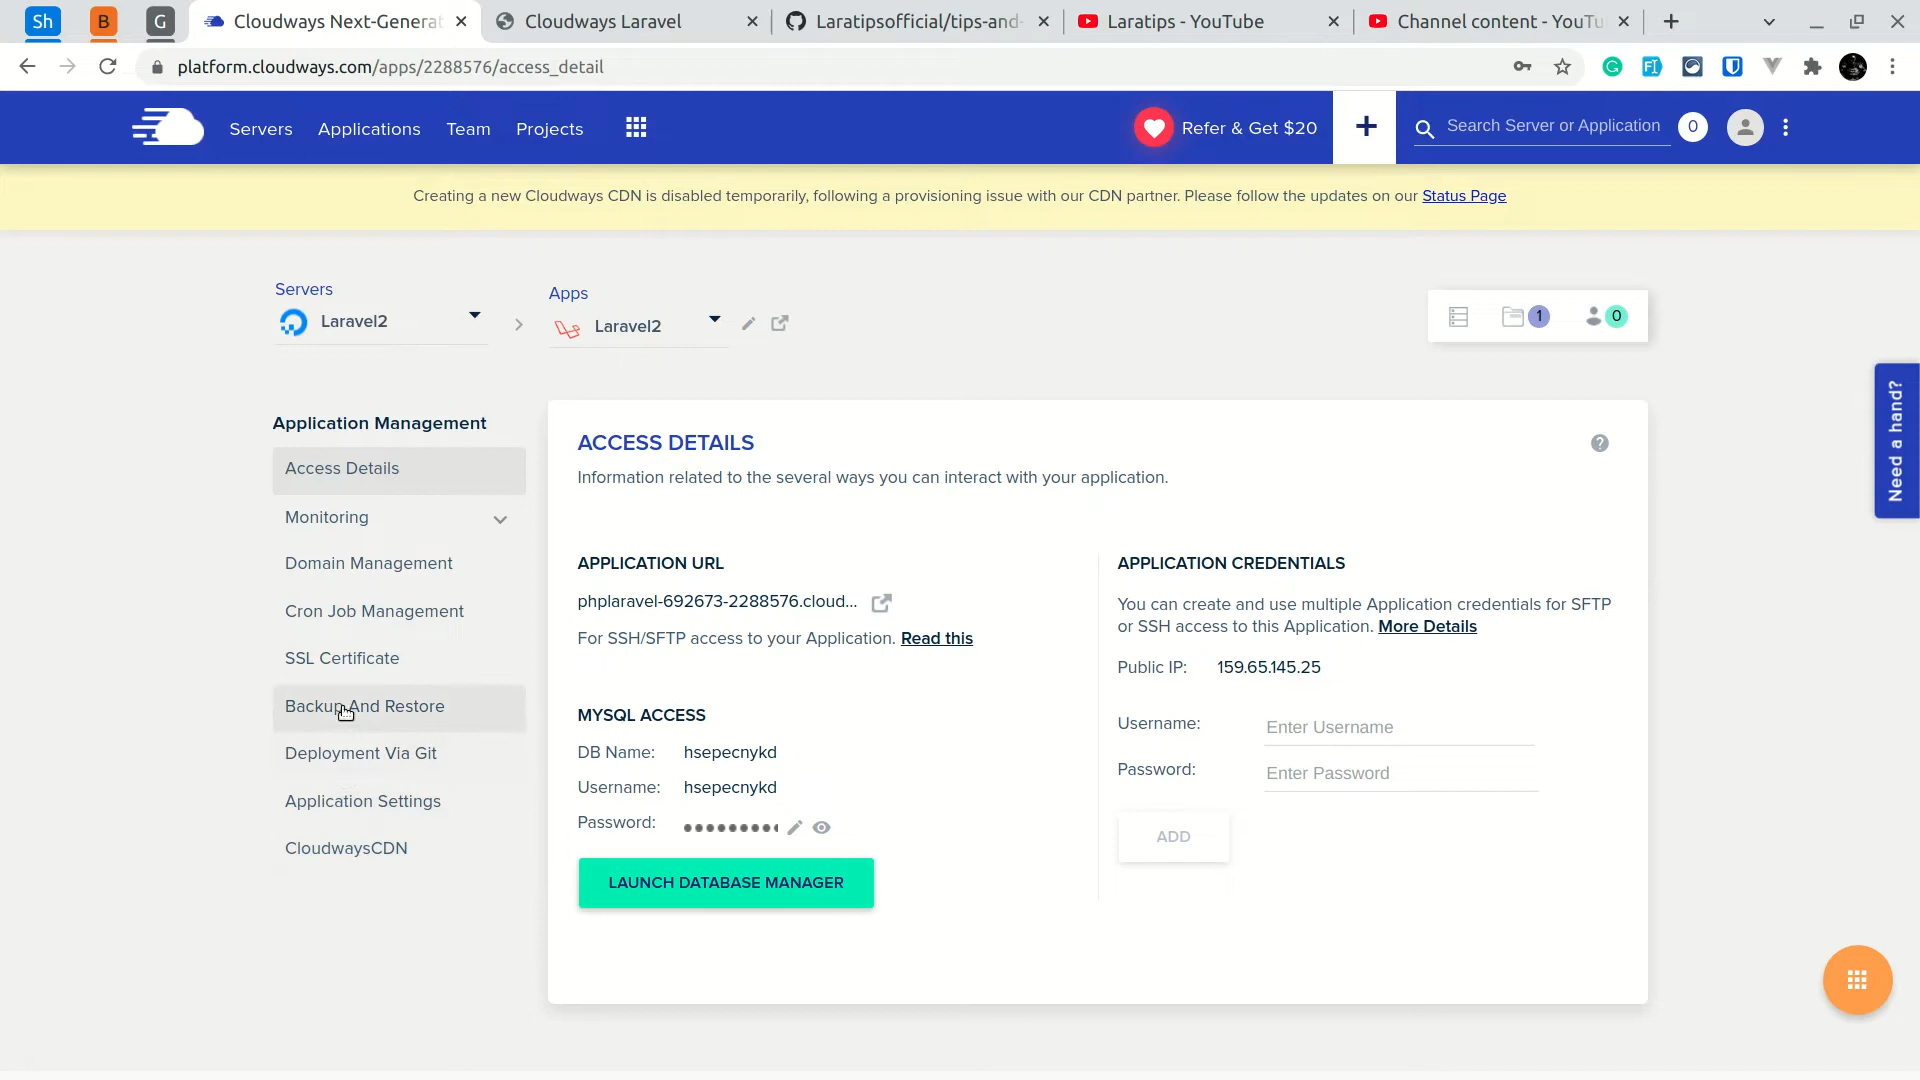 Sh
B
G
Cloudways Next-Generat
Cloudways Laravel
Laratipsofficial/tips-and-
Laratips - YouTube
Channel content - YouTu
platform.cloudways.com/apps/2288576/access_detail
Servers
Applications
Team
Projects
Refer & Get $20
+
Search Server or Application
0
Creating a new Cloudways CDN is disabled temporarily, following a provisioning issue with our CDN partner. Please follow the updates on our Status Page
Servers
Laravel2
Apps
Laravel2
1
0
Need a hand?
Application Management
Access Details
Monitoring
Domain Management
Cron Job Management
SSL Certificate
Backup And Restore
Deployment Via Git
Application Settings
CloudwaysCDN
ACCESS DETAILS
Information related to the several ways you can interact with your application.
APPLICATION URL
phplaravel-692673-2288576.cloud...
For SSH/SFTP access to your Application. Read this
MYSQL ACCESS
DB Name: hsepecnykd
Username: hsepecnykd
Password:
LAUNCH DATABASE MANAGER
APPLICATION CREDENTIALS
You can create and use multiple Application credentials for SFTP
or SSH access to this Application. More Details
Public IP: 159.65.145.25
Username: Enter Username
Password: Enter Password
ADD